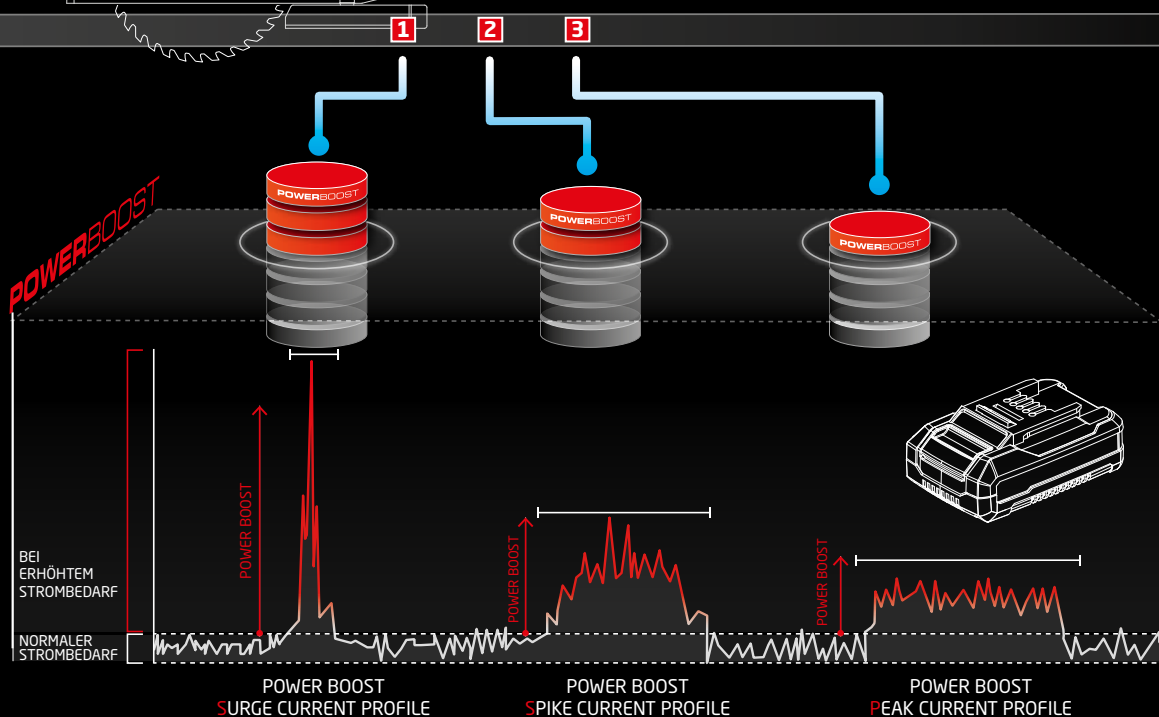 1 2 3
POWERBOOST
POWERBOOST
POWERBOOST
POWERBOOST
POWER BOOST
POWER BOOST
POWER BOOST
BEI
ERHÖHTEM
STROMBEDARF
NORMALER
STROMBEDARF
POWER BOOST
SURGE CURRENT PROFILE
POWER BOOST
SPIKE CURRENT PROFILE
POWER BOOST
PEAK CURRENT PROFILE